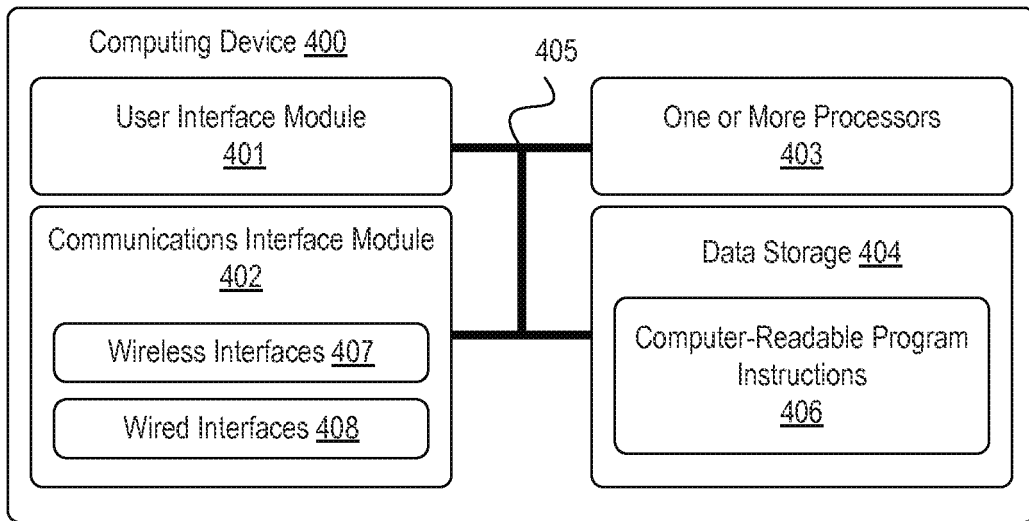 Computing Device 400
405
User Interface Module
401
One or More Processors
403
Communications Interface Module
402
Wireless Interfaces 407
Wired Interfaces 408
Data Storage 404
Computer-Readable Program
Instructions
406